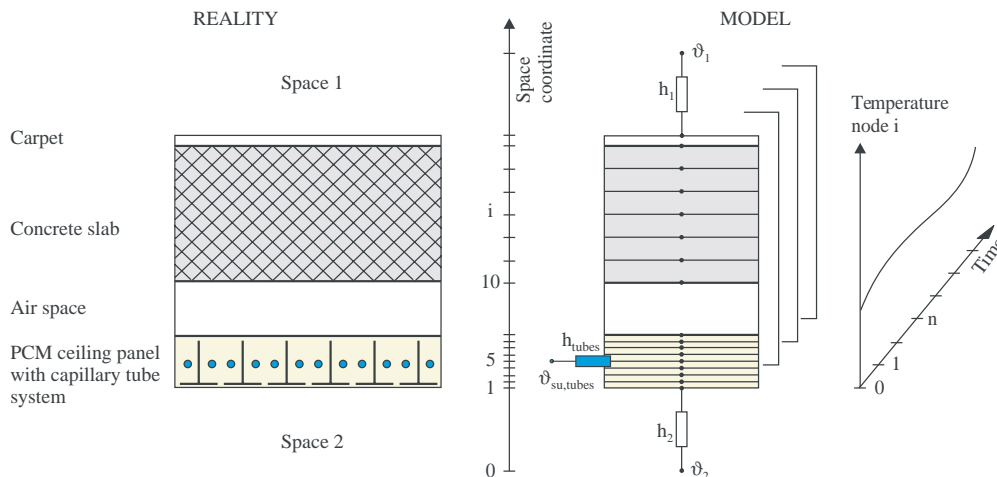 REALITY
MODEL
Space 1
Carpet
Concrete slab
Air space
PCM ceiling panel
with capillary tube
system
Space 2
Space
coordinate
i
10
5
1
0
ϑ1
h1
htubes
ϑsu,tubes
h2
ϑ2
Temperature
node i
Time
n
1
0